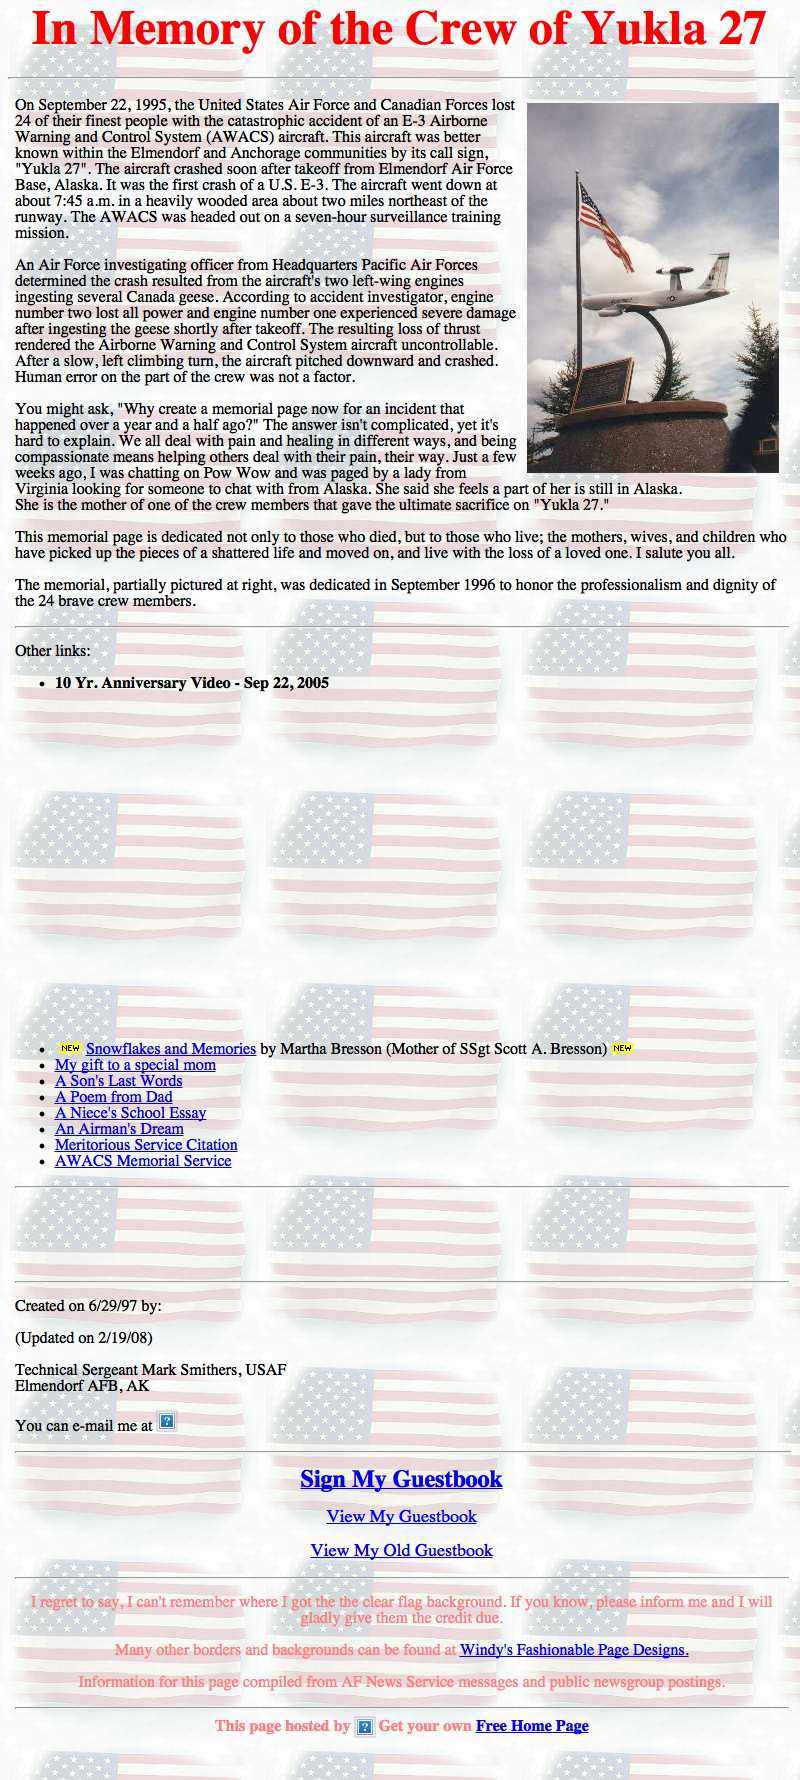 In Memory of the Crew of Yukla 27
On September 22, 1995, the United States Air Force and Canadian Forces lost
24 of their finest people with the catastrophic accident of an E-3 Airborne
Warning and Control System (AWACS) aircraft. This aircraft was better
known within the Elmendorf and Anchorage communities by its call sign,
"Yukla 27". The aircraft crashed soon after takeoff from Elmendorf Air Force
Base, Alaska. It was the first crash of a U.S. E-3. The aircraft went down at
about 7:45 a.m. in a heavily wooded area about two miles northeast of the
runway. The AWACS was headed out on a seven-hour surveillance training
mission.
An Air Force investigating officer from Headquarters Pacific Air Forces
determined the crash resulted from the aircraft's two left-wing engines
ingesting several Canada geese. According to accident investigator, engine
number two lost all power and engine number one experienced severe damage
after ingesting the geese shortly after takeoff. The resulting loss of thrust
rendered the Airborne Warning and Control System aircraft uncontrollable.
After a slow, left climbing turn, the aircraft pitched downward and crashed.
Human error on the part of the crew was not a factor.
You might ask, "Why create a memorial page now for an incident that
happened over a year and a half ago?" The answer isn't complicated, yet it's
hard to explain. We all deal with pain and healing in different ways, and being
compassionate means helping others deal with their pain, their way. Just a few
weeks ago, I was chatting on Pow Wow and was paged by a lady from
Virginia looking for someone to chat with from Alaska. She said she feels a part of her is still in Alaska.
She is the mother of one of the crew members that gave the ultimate sacrifice on "Yukla 27."
This memorial page is dedicated not only to those who died, but to those who live; the mothers, wives, and children who
have picked up the pieces of a shattered life and moved on, and live with the loss of a loved one. I salute you all.
The memorial, partially pictured at right, was dedicated in September 1996 to honor the professionalism and dignity of
the 24 brave crew members.
Other links:
• 10 Yr. Anniversary Video - Sep 22, 2005
• NEW Snowflakes and Memories by Martha Bresson (Mother of SSgt Scott A. Bresson) NEW
• My gift to a special mom
• A Son's Last Words
• A Poem from Dad
• A Niece's School Essay
• An Airman's Dream
• Meritorious Service Citation
• AWACS Memorial Service
Created on 6/29/97 by:
(Updated on 2/19/08)
Technical Sergeant Mark Smithers, USAF
Elmendorf AFB, AK
You can e-mail me at
Sign My Guestbook
View My Guestbook
View My Old Guestbook
I regret to say, I can't remember where I got the the clear flag background. If you know, please inform me and I will
gladly give them the credit due.
Many other borders and backgrounds can be found at Windy's Fashionable Page Designs.
Information for this page compiled from AF News Service messages and public newsgroup postings.
This page hosted by ? Get your own Free Home Page